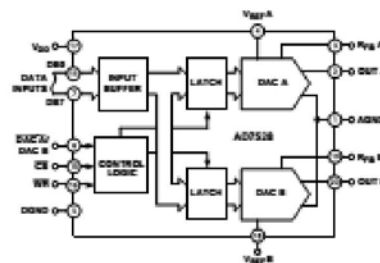 VREF A
VDD
DB0
DATA
INPUTS
DB7
INPUT
BUFFER
LATCH
DAC A
RFB A
OUT
AGND
AD7528
DAC A/
DAC B
CS
WR
CONTROL
LOGIC
LATCH
DAC B
RFB
OUT
DGND
VREF B